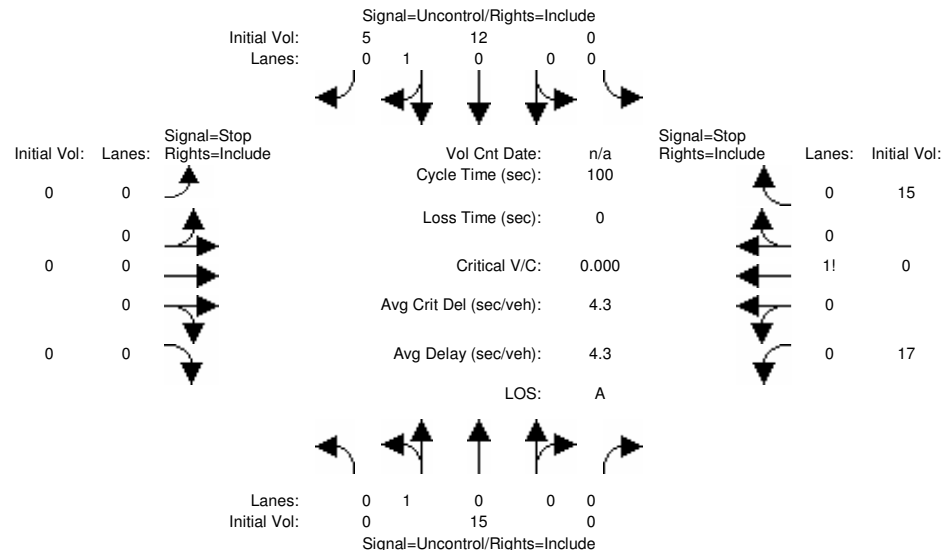 Signal=Uncontrol/Rights=Include
Initial Vol: 5 12 0
Lanes: 0 1 0 0 0
Signal=Stop Signal=Stop
Initial Vol: Lanes: Rights=Include Vol Cnt Date: n/a Rights=Include Lanes: Initial Vol:
Cycle Time (sec): 100
0 0 0 15
Loss Time (sec): 0
0 0
0 0 Critical V/C: 0.000 1! 0
0 Avg Crit Del (sec/veh): 4.3 0
0 0 Avg Delay (sec/veh): 4.3 0 17
LOS: A
Lanes: 0 1 0 0 0
Initial Vol: 0 15 0
Signal=Uncontrol/Rights=Include